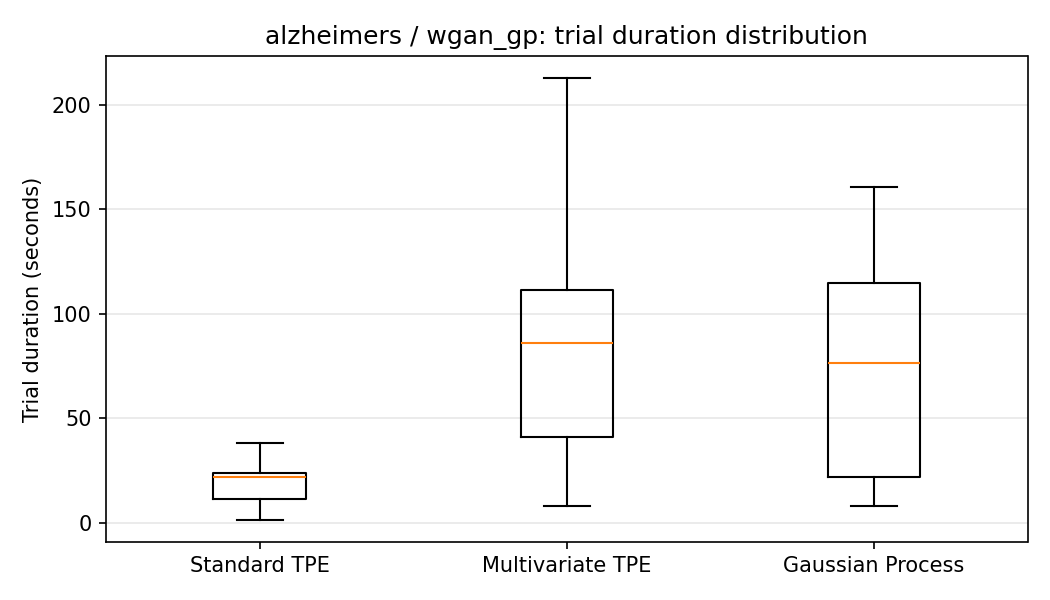 alzheimers / wgan_gp: trial duration distribution
Trial duration (seconds)
200
150
100
50
0
Standard TPE
Multivariate TPE
Gaussian Process